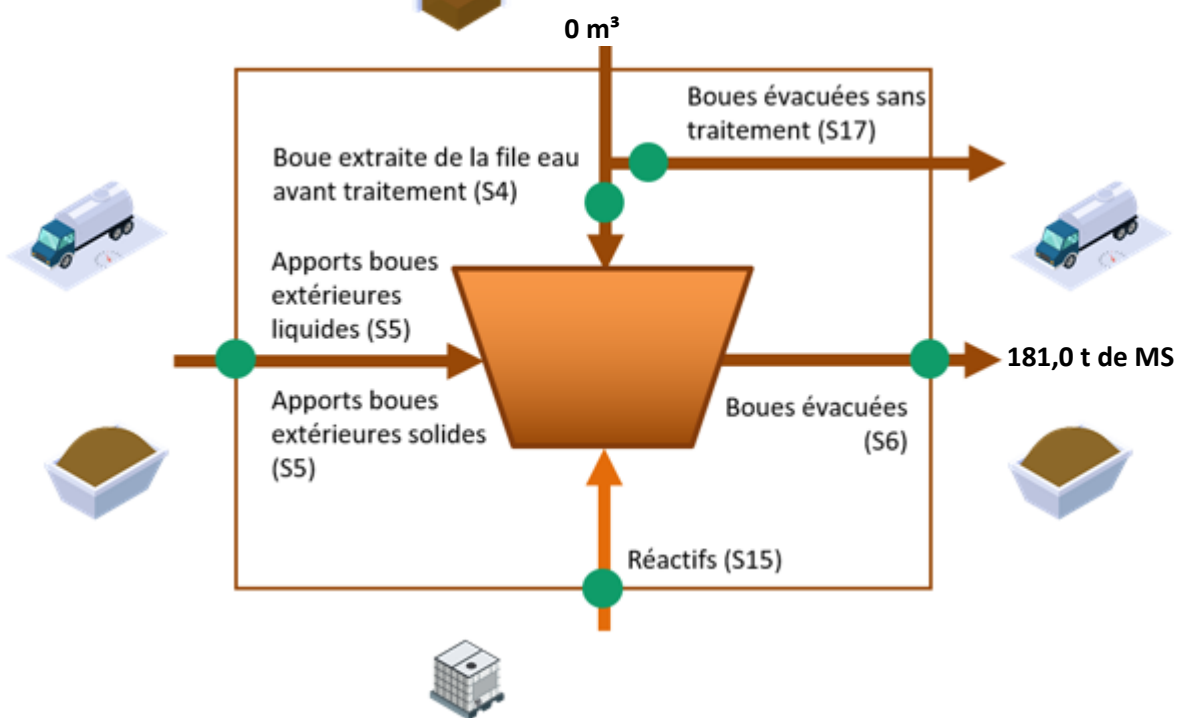 0 m³
Boues évacuées sans
traitement (S17)
Boue extraite de la file eau
avant traitement (S4)
Apports boues
extérieures
liquides (S5)
181,0 t de MS
Apports boues
extérieures solides
(S5)
Boues évacuées
(S6)
Réactifs (S15)